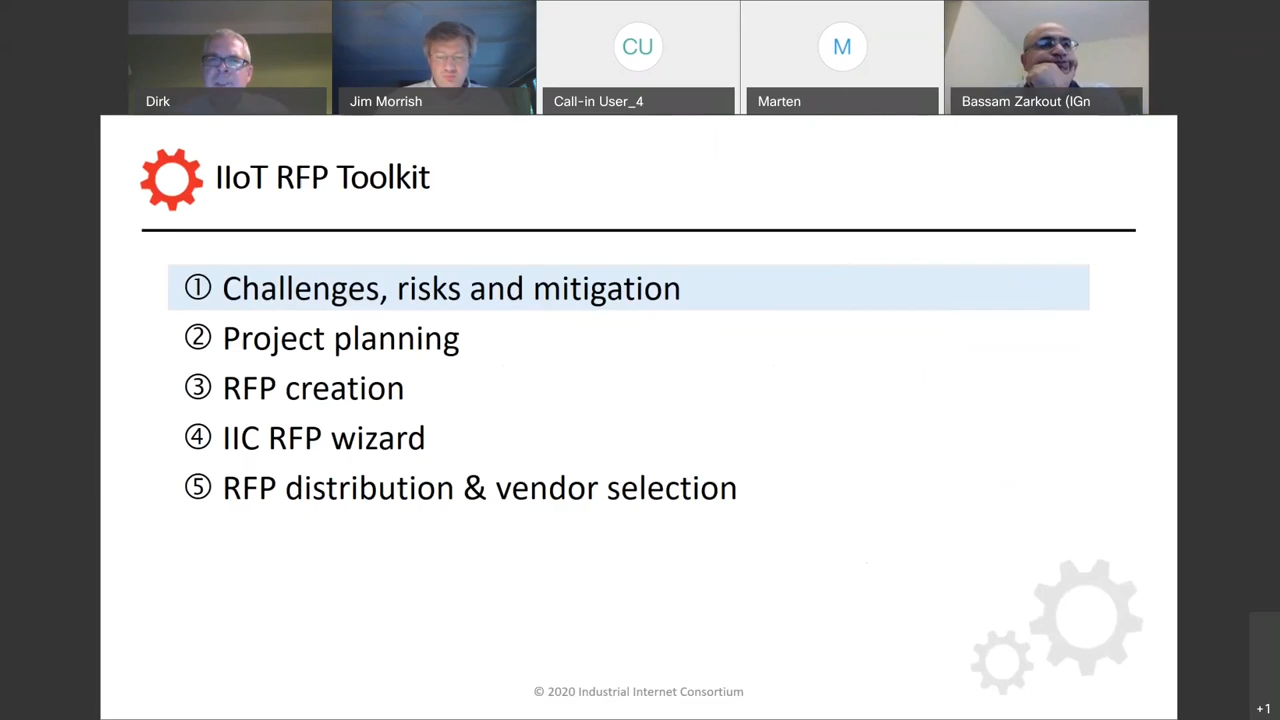 CU
M
Dirk
Jim Morrish
Call-in User_4
Marten
Bassam Zarkout (IGn
IIoT RFP Toolkit
① Challenges, risks and mitigation
② Project planning
③ RFP creation
④ IIC RFP wizard
⑤ RFP distribution & vendor selection
© 2020 Industrial Internet Consortium
+1